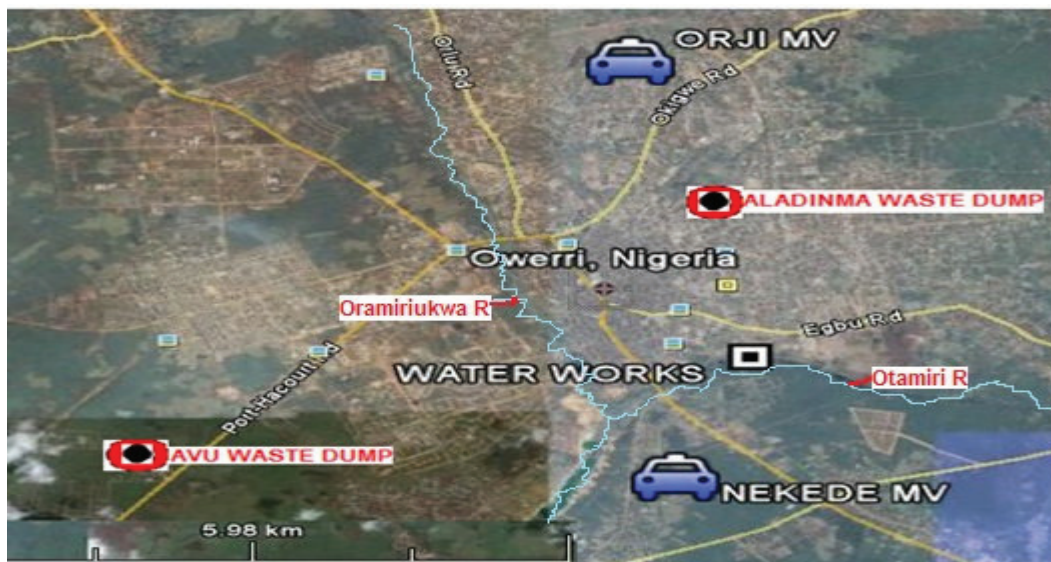 ORJI MV
Orlu Rd
Okigwe Rd
ALADINMA WASTE DUMP
Owerri, Nigeria
Oramiriukwa R
Egbu Rd
WATER WORKS
Otamiri R
Port-Hacourt Rd
AVU WASTE DUMP
NEKEDE MV
5.98 km